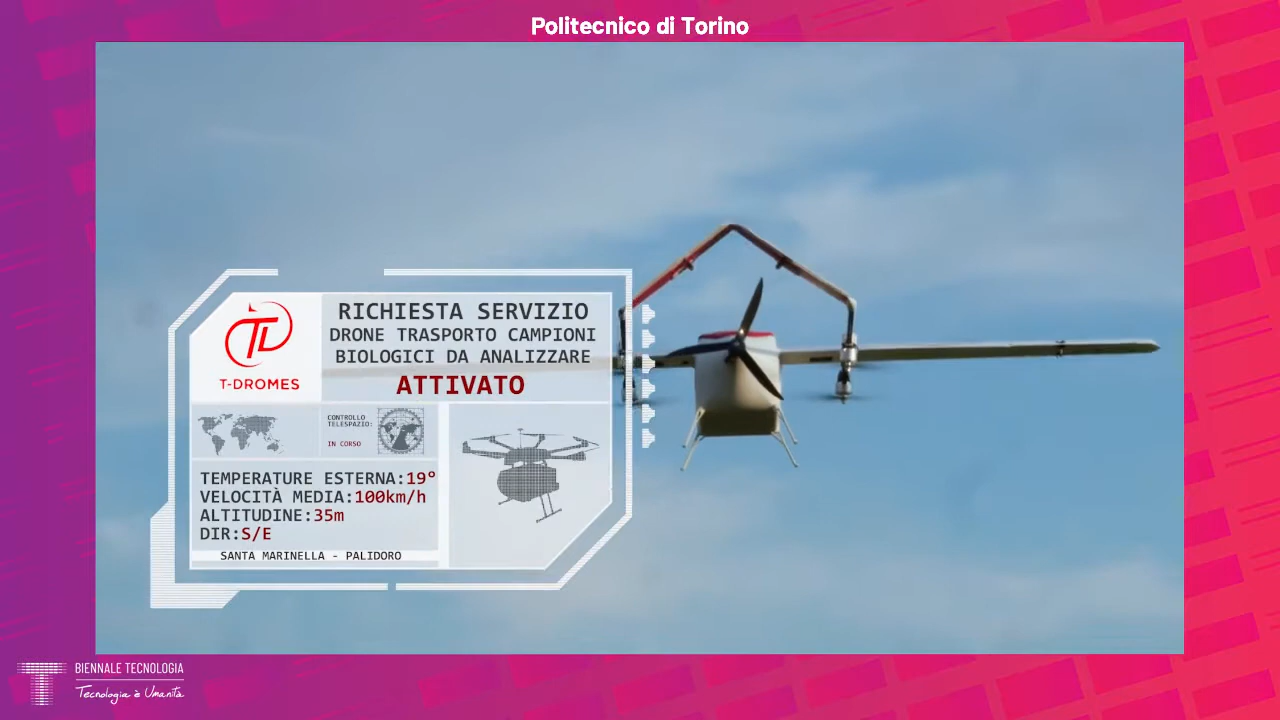 Politecnico di Torino
T-DROMES
RICHIESTA SERVIZIO
DRONE TRASPORTO CAMPIONI
BIOLOGICI DA ANALIZZARE
ATTIVATO
CONTROLLO
TELESPAZIO:
IN CORSO
TEMPERATURE ESTERNA:19°
VELOCITÀ MEDIA:100km/h
ALTITUDINE:35m
DIR:S/E
SANTA MARINELLA - PALIDORO
BIENNALE TECNOLOGIA
Tecnologia è Umanità